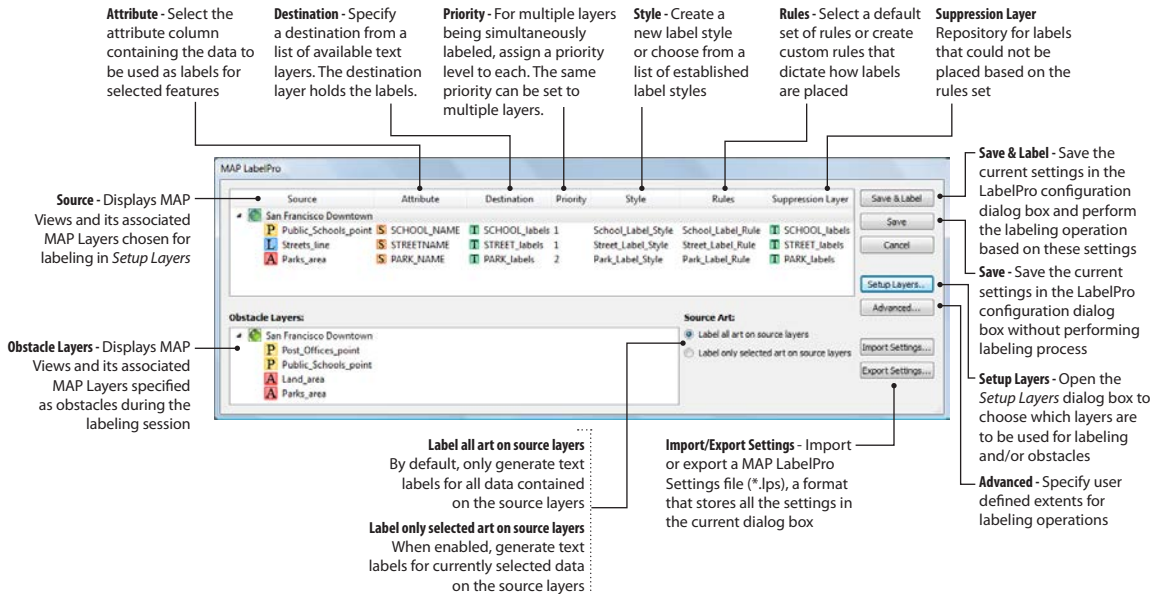 Attribute - Select the
attribute column
containing the data to
be used as labels for
selected features
Destination - Specify
a destination from a
list of available text
layers. The destination
layer holds the labels.
Priority - For multiple layers
being simultaneously
labeled, assign a priority
level to each. The same
priority can be set to
multiple layers.
Style - Create a
new label style
or choose from a
list of established
label styles
Rules - Select a default
set of rules or create
custom rules that
dictate how labels
are placed
Suppression Layer
Repository for labels
that could not be
placed based on the
rules set
Source - Displays MAP
Views and its associated
MAP Layers chosen for
labeling in Setup Layers
Obstacle Layers - Displays MAP
Views and its associated
MAP Layers specified
as obstacles during the
labeling session
MAP LabelPro
Source Attribute Destination Priority Style Rules Suppression Layer
San Francisco Downtown
P Public_Schools_point S SCHOOL_NAME T SCHOOL_labels 1 School_Label_Style School_Label_Rule T SCHOOL_labels
L Streets_line S STREETNAME T STREET_labels 1 Street_Label_Style Street_Label_Rule T STREET_labels
A Parks_area S PARK_NAME T PARK_labels 2 Park_Label_Style Park_Label_Rule T PARK_labels
Save & Label
Save
Cancel
Setup Layers...
Advanced...
Import Settings...
Export Settings...
Obstacle Layers:
San Francisco Downtown
P Post_Offices_point
P Public_Schools_point
A Land_area
A Parks_area
Source Art:
Label all art on source layers
Label only selected art on source layers
Save & Label - Save the
current settings in the
LabelPro configuration
dialog box and perform
the labeling operation
based on these settings
Save - Save the current
settings in the LabelPro
configuration dialog
box without performing
labeling process
Setup Layers - Open the
Setup Layers dialog box to
choose which layers are
to be used for labeling
and/or obstacles
Advanced - Specify user
defined extents for
labeling operations
Label all art on source layers
By default, only generate text
labels for all data contained
on the source layers
Label only selected art on source layers
When enabled, generate text
labels for currently selected data
on the source layers
Import/Export Settings - Import
or export a MAP LabelPro
Settings file (*.lps), a format
that stores all the settings in
the current dialog box